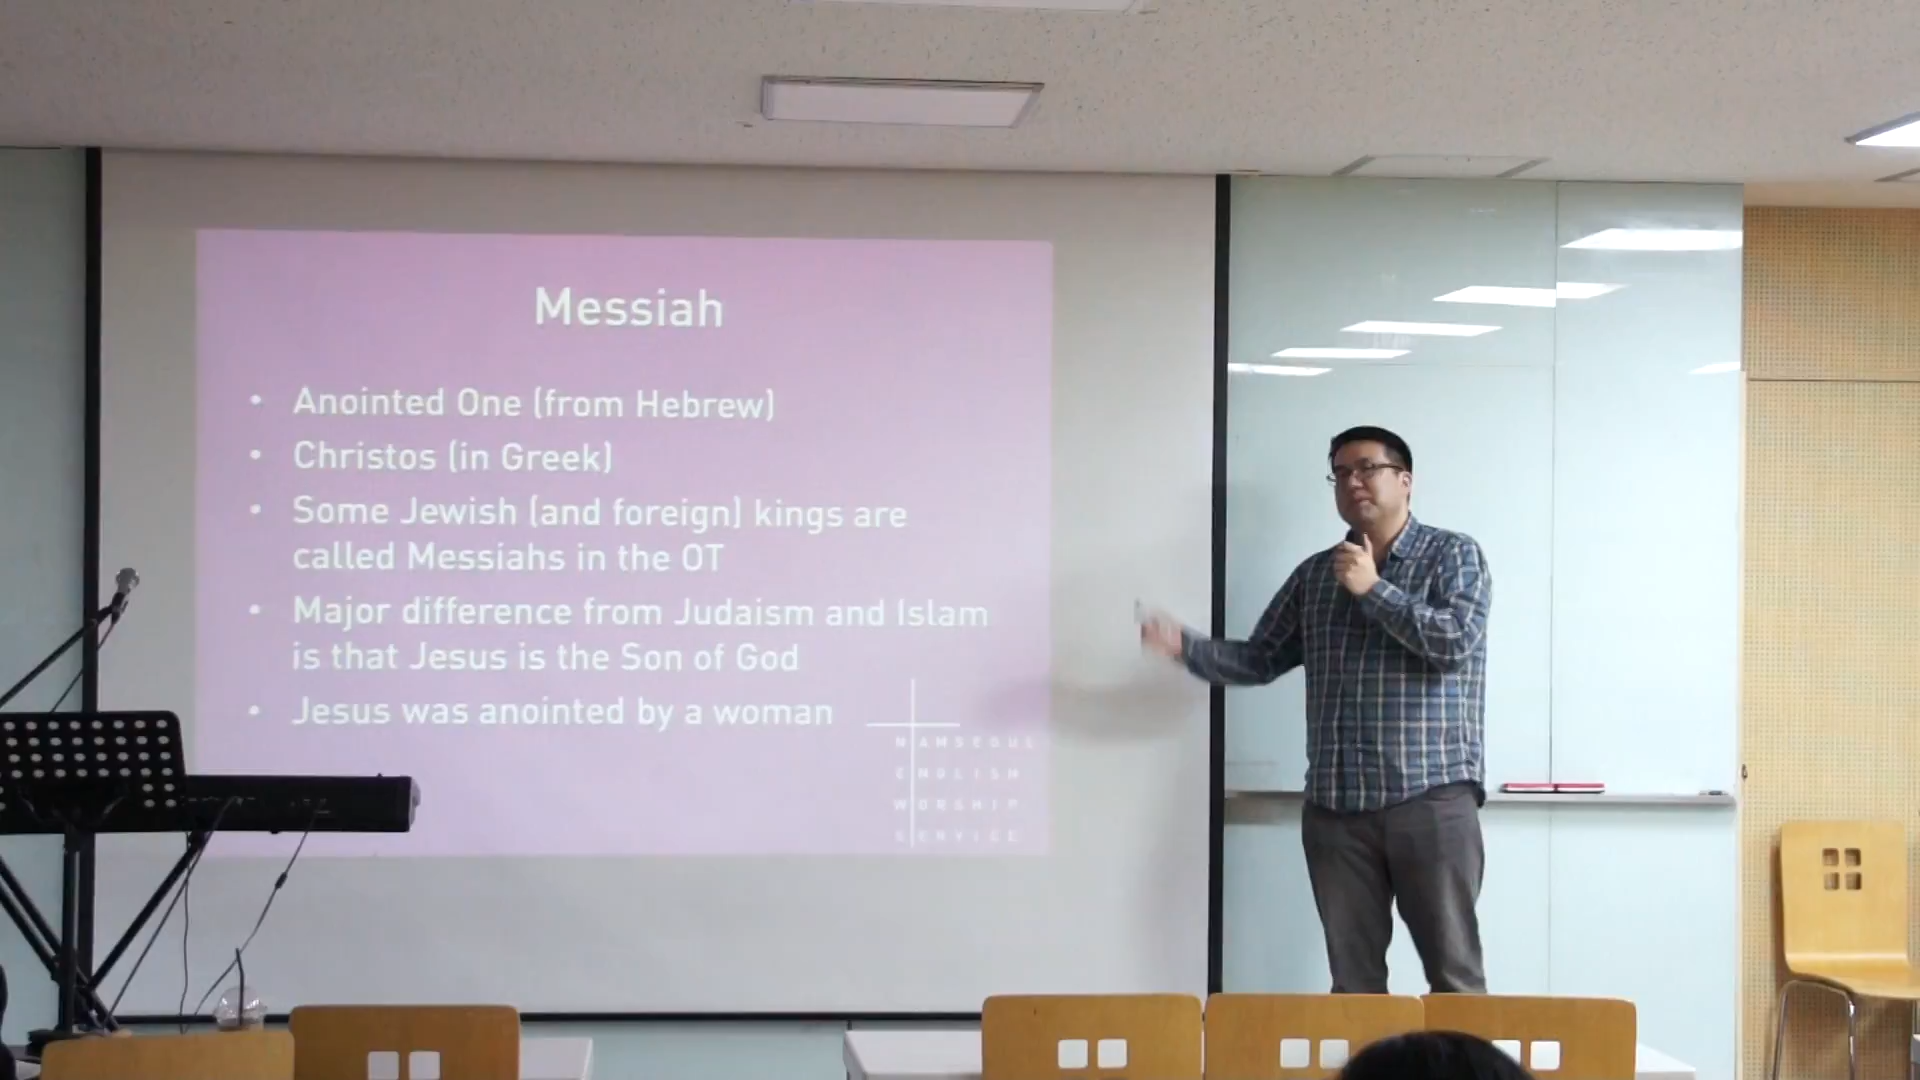 Messiah
• Anointed One (from Hebrew)
• Christos (in Greek)
• Some Jewish (and foreign) kings are
called Messiahs in the OT
• Major difference from Judaism and Islam
is that Jesus is the Son of God
• Jesus was anointed by a woman
NAMSEOUL
ENGLISH
WORSHIP
SERVICE